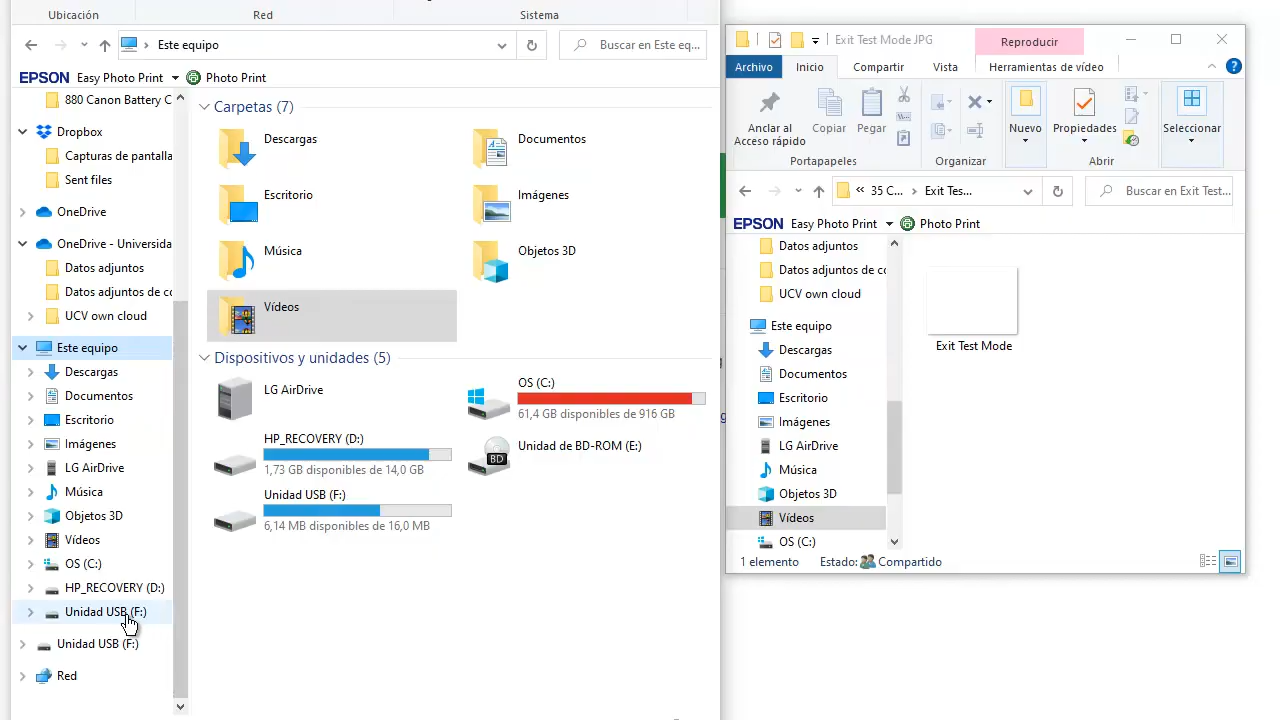 Ubicación
Red
Sistema
Este equipo
Buscar en Este eq...
EPSON Easy Photo Print Photo Print
880 Canon Battery C
Dropbox
Capturas de pantalla
Sent files
OneDrive
OneDrive - Universida
Datos adjuntos
Datos adjuntos de co
UCV own cloud
Este equipo
Descargas
Documentos
Escritorio
Imágenes
LG AirDrive
Música
Objetos 3D
Vídeos
OS (C:)
HP_RECOVERY (D:)
Unidad USB (F:)
Unidad USB (F:)
Red
Carpetas (7)
Descargas
Documentos
Escritorio
Imágenes
Música
Objetos 3D
Vídeos
Dispositivos y unidades (5)
LG AirDrive
OS (C:)
61,4 GB disponibles de 916 GB
HP_RECOVERY (D:)
1,73 GB disponibles de 14,0 GB
Unidad de BD-ROM (E:)
BD
Unidad USB (F:)
6,14 MB disponibles de 16,0 MB
Exit Test Mode JPG
Reproducir
Archivo
Inicio
Compartir
Vista
Herramientas de vídeo
Anclar al
Acceso rápido
Copiar
Pegar
Nuevo
Propiedades
Seleccionar
Portapapeles
Organizar
Abrir
« 35 C...
Exit Tes...
Buscar en Exit Test...
EPSON Easy Photo Print Photo Print
Datos adjuntos
Datos adjuntos de co
UCV own cloud
Este equipo
Descargas
Documentos
Escritorio
Imágenes
LG AirDrive
Música
Objetos 3D
Vídeos
OS (C:)
Exit Test Mode
1 elemento
Estado:
Compartido